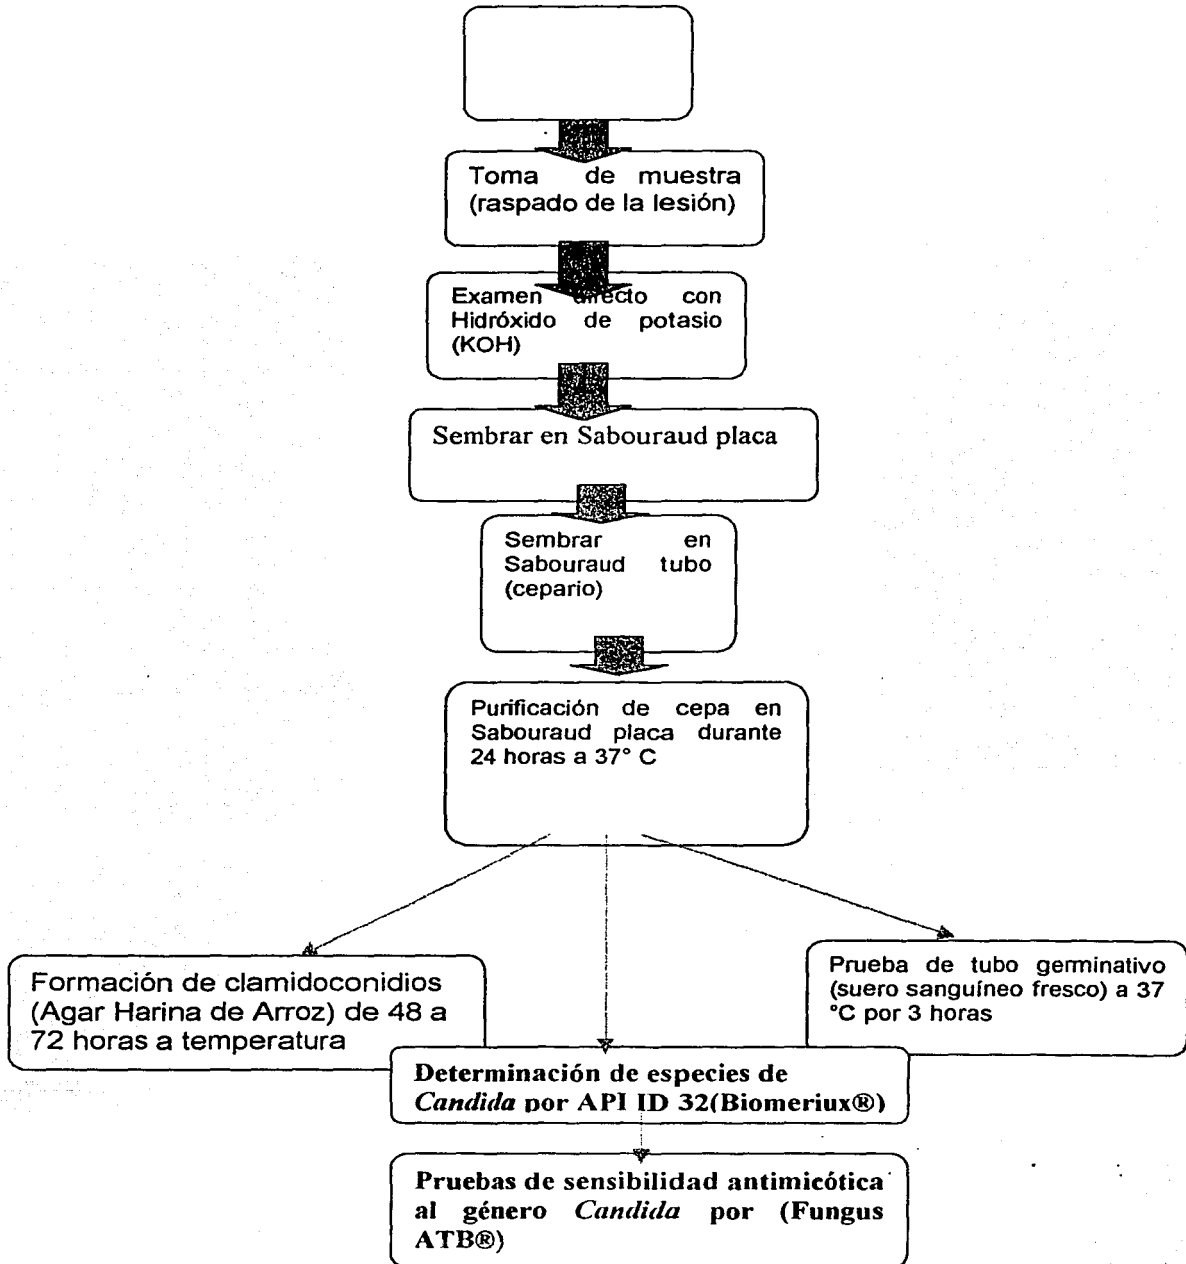 Toma de muestra
(raspado de la lesión)
Examen directo con
Hidróxido de potasio
(KOH)
Sembrar en Sabouraud placa
Sembrar en
Sabouraud tubo
(cepario)
Purificación de cepa en
Sabouraud placa durante
24 horas a 37° C
Formación de clamidoconidios
(Agar Harina de Arroz) de 48 a
72 horas a temperatura
Prueba de tubo germinativo
(suero sanguíneo fresco) a 37
°C por 3 horas
Determinación de especies de
Candida por API ID 32(Biomeriux®)
Pruebas de sensibilidad antimicótica
al género Candida por (Fungus
ATB®)